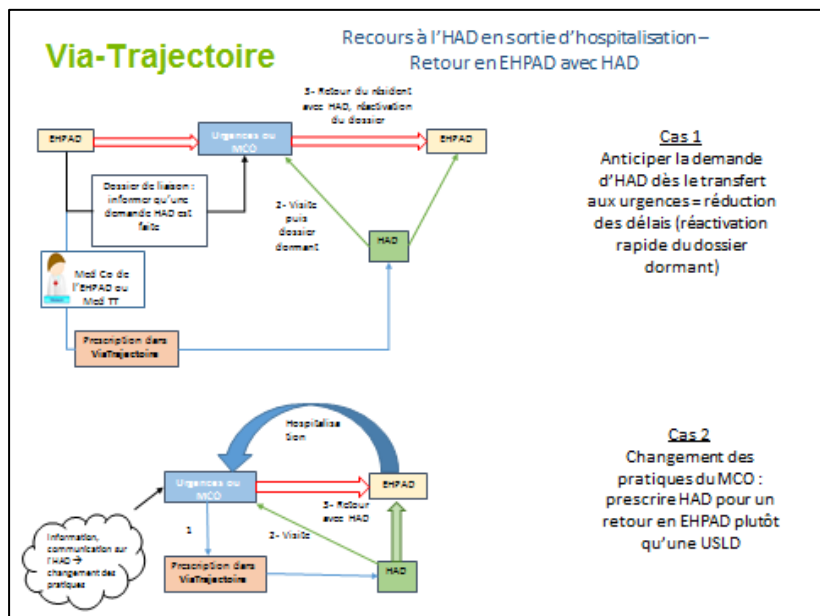 Via-Trajectoire
Recours à l'HAD en sortie d'hospitalisation –
Retour en EHPAD avec HAD
3- Retour du résident
avec HAD, réactivation
du dossier
EHPAD
Urgences ou
MCO
EHPAD
Dossier de liaison :
informer qu'une
demande HAD est
faite
2- Visite
puis
dossier
dormant
HAD
Med Co de
l'EHPAD ou
Med TT
Prescription dans
ViaTrajectoire
Cas 1
Anticiper la demande
d'HAD dès le transfert
aux urgences = réduction
des délais (réactivation
rapide du dossier
dormant)
Hospitalisa
tion
Urgences ou
MCO
EHPAD
3- Retour
avec HAD
1
2- Visite
Information,
communication sur
l'HAD →
changement des
pratiques
Prescription dans
ViaTrajectoire
HAD
Cas 2
Changement des
pratiques du MCO :
prescrire HAD pour un
retour en EHPAD plutôt
qu'une USLD